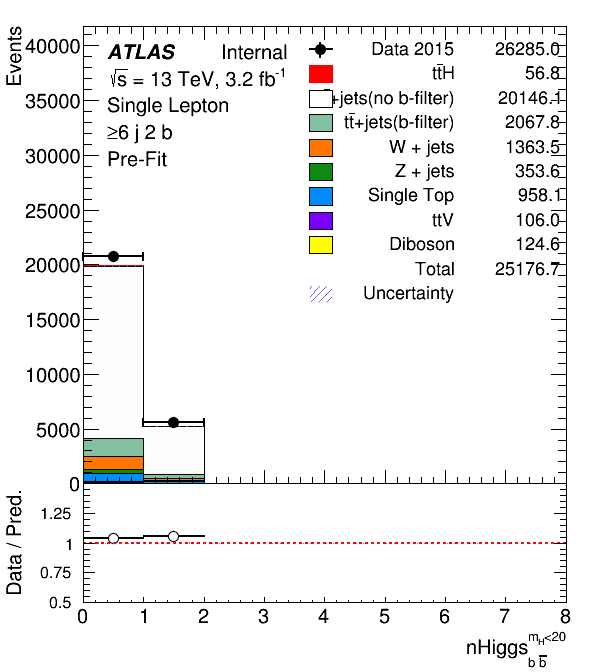 Events
40000
35000
30000
25000
20000
15000
10000
5000
0
ATLAS Internal
√s = 13 TeV, 3.2 fb⁻¹
Single Lepton
≥6 j 2 b
Pre-Fit
Data 2015 26285.0
tt̄H 56.8
+jets(no b-filter) 20146.1
tt̄+jets(b-filter) 2067.8
W + jets 1363.5
Z + jets 353.6
Single Top 958.1
ttV 106.0
Diboson 124.6
Total 25176.7
Uncertainty
Data / Pred.
1.25
1
0.75
0.5
0 1 2 3 4 5 6 7 8
nHiggs m_H<20 b b̄